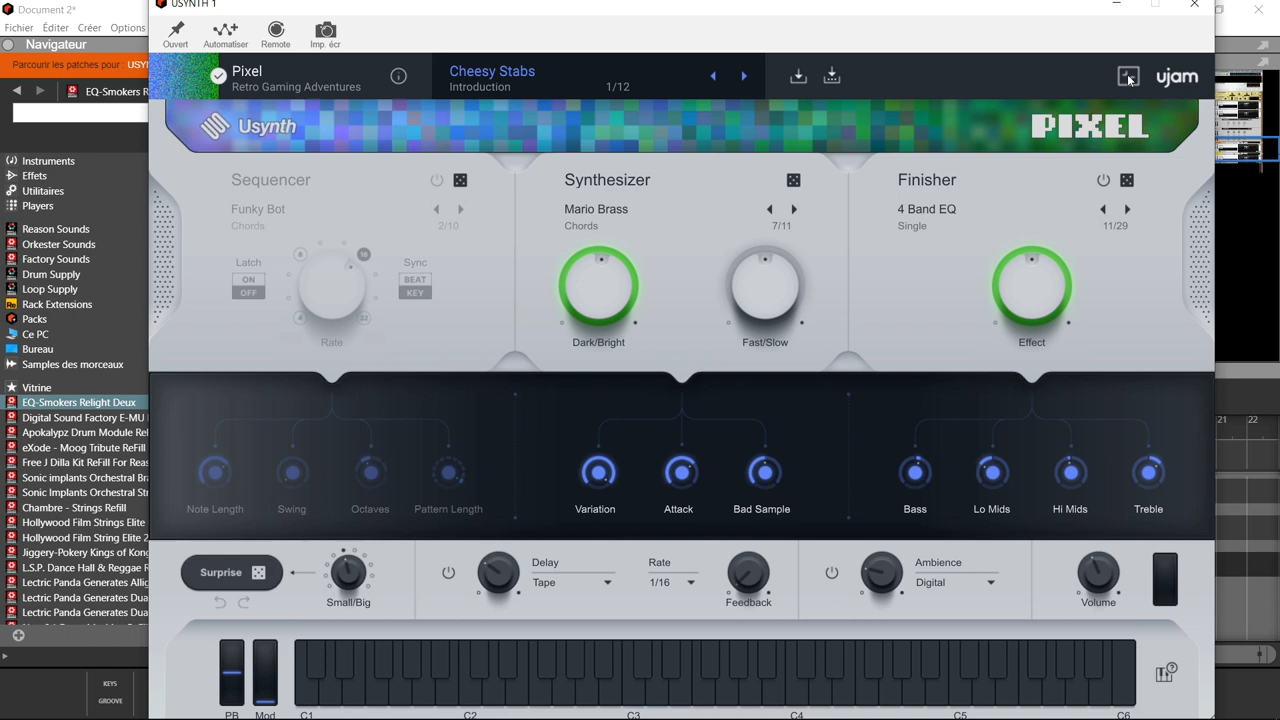 Document 2*
USYNTH 1
Fichier Éditer Créer Options
Navigateur
Ouvert Automatiser Remote Imp. écr
Parcourir les patches pour : USYN
EQ-Smokers R
Pixel
Retro Gaming Adventures
Cheesy Stabs
Introduction 1/12
ujam
Usynth
PIXEL
Instruments
Effets
Utilitaires
Players
Reason Sounds
Orkester Sounds
Factory Sounds
Drum Supply
Loop Supply
Rack Extensions
Packs
Ce PC
Bureau
Samples des morceaux
Vitrine
EQ-Smokers Relight Deux
Digital Sound Factory E-MU
Apokalypz Drum Module Ref
eXode - Moog Tribute ReFill
Free J Dilla Kit ReFill For Reas
Sonic implants Orchestral Bra
Sonic Implants Orchestral Str
Chambre - Strings Refill
Hollywood Film Strings Elite
Hollywood Film Strings Elite 2
Jiggery-Pokery Kings of Kong
L.S.P. Dance Hall & Reggae R
Lectric Panda Generates Allig
Lectric Panda Generates Dua
Lectric Panda Generates Dua
KEYS
GROOVE
Sequencer
Funky Bot
Chords 2/10
Latch
ON
OFF
8 16
4 32
Sync
BEAT
KEY
Rate
Synthesizer
Mario Brass
Chords 7/11
Dark/Bright Fast/Slow
Finisher
4 Band EQ
Single 11/29
Effect
Note Length Swing Octaves Pattern Length
Variation Attack Bad Sample
Bass Lo Mids Hi Mids Treble
Surprise
Small/Big
Delay
Tape
Rate
1/16
Feedback
Ambience
Digital
Volume
PB Mod C1 C2 C3 C4 C5 C6
21 22